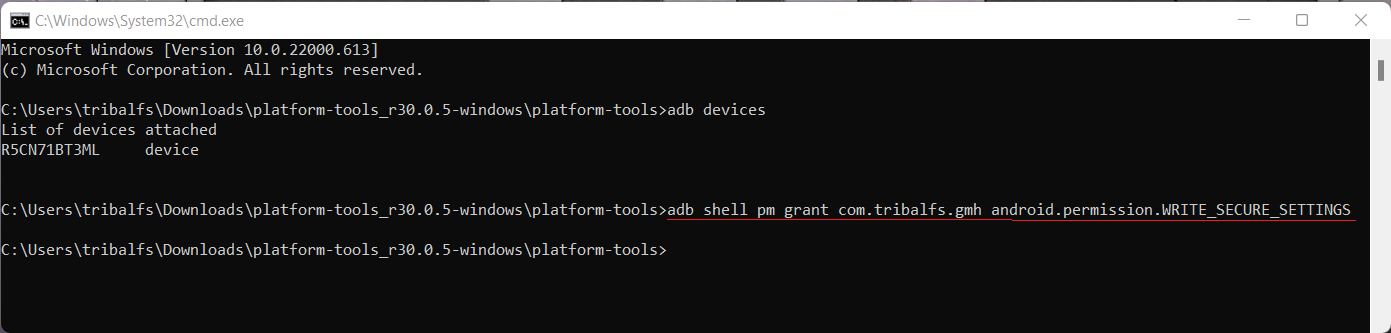 C:\Windows\System32\cmd.exe
Microsoft Windows [Version 10.0.22000.613]
(c) Microsoft Corporation. All rights reserved.
C:\Users\tribalfs\Downloads\platform-tools_r30.0.5-windows\platform-tools>adb devices
List of devices attached
R5CN71BT3ML     device
C:\Users\tribalfs\Downloads\platform-tools_r30.0.5-windows\platform-tools>adb shell pm grant com.tribalfs.gmh android.permission.WRITE_SECURE_SETTINGS
C:\Users\tribalfs\Downloads\platform-tools_r30.0.5-windows\platform-tools>